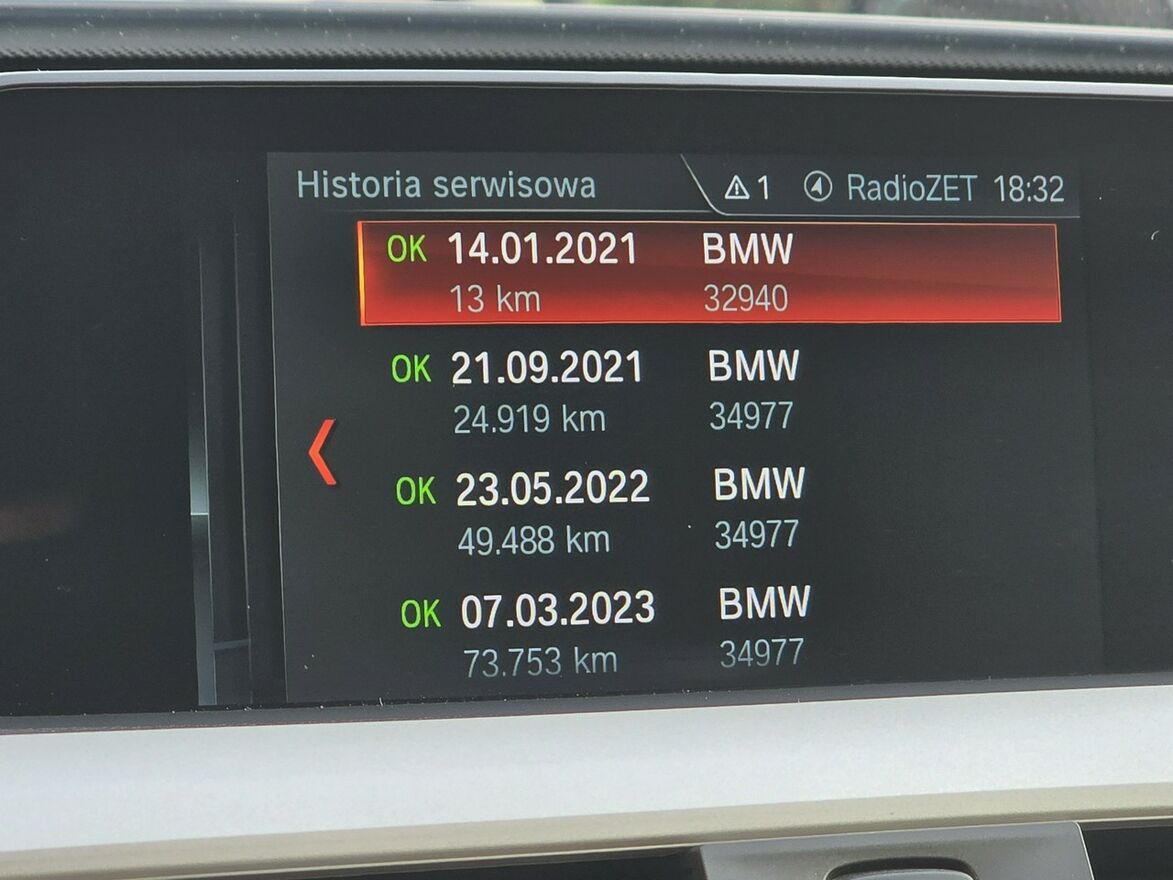 Historia serwisowa 1 RadioZET 18:32
OK 14.01.2021 BMW
13 km 32940
OK 21.09.2021 BMW
24.919 km 34977
OK 23.05.2022 BMW
49.488 km 34977
OK 07.03.2023 BMW
73.753 km 34977